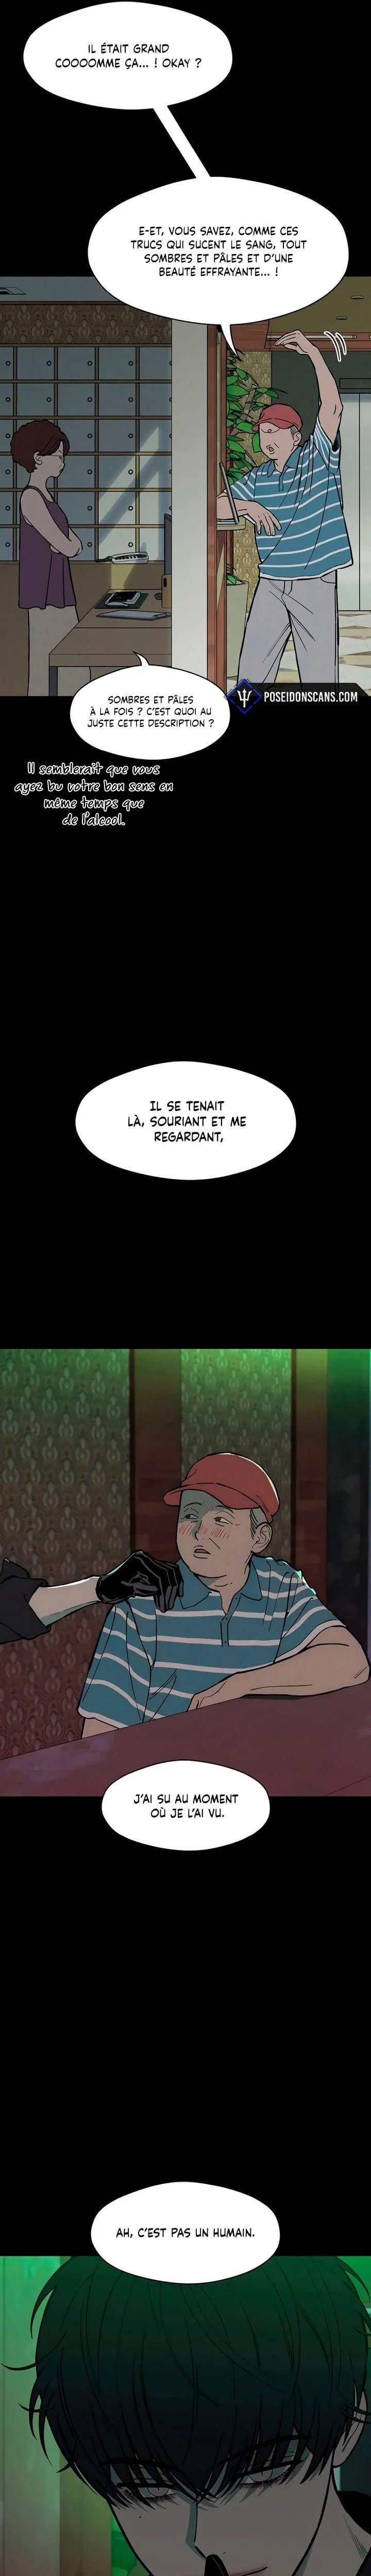 IL ÉTAIT GRAND
COOOOMME ÇA... ! OKAY ?
E-ET, VOUS SAVEZ, COMME CES
TRUCS QUI SUCENT LE SANG, TOUT
SOMBRES ET PÂLES ET D'UNE
BEAUTÉ EFFRAYANTE... !
POSEIDONSCANS.COM
SOMBRES ET PÂLES
À LA FOIS ? C'EST QUOI AU
JUSTE CETTE DESCRIPTION ?
Il semblerait que vous
ayez bu votre bon sens en
même temps que
de l'alcool.
IL SE TENAIT
LÀ, SOURIANT ET ME
REGARDANT,
J'AI SU AU MOMENT
OÙ JE L'AI VU.
AH, C'EST PAS UN HUMAIN.